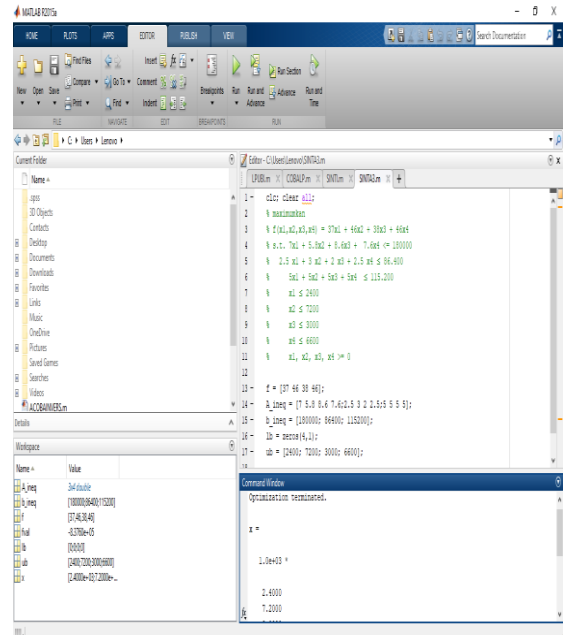 MATLAB R2015a
HOME PLOTS APPS EDITOR PUBLISH VIEW Search Documentation
New Open Save Find Files Compare Print
Go To Find
Insert Comment Indent
Breakpoints Run Run and Advance Run Section Advance Run and Time
FILE NAVIGATE EDIT BREAKPOINTS RUN
C: Users Lenovo
Current Folder
Name
.spss
3D Objects
Contacts
Desktop
Documents
Downloads
Favorites
Links
Music
OneDrive
Pictures
Saved Games
Searches
Videos
ACOBAINVERS.m
Details
Workspace
Name Value
A_ineq 3x4 double
b_ineq [180000;86400;115200]
f [37,46,38,46]
fval -8.3760e+05
lb [0;0;0;0]
ub [2400;7200;3000;6600]
x [2.4000e+03;7.2000e+...
Editor - C:\Users\Lenovo\SINTA3.m
LPUBI.m COBALP.m SINTU.m SINTA3.m +
1 clc; clear all;
2 % maximumkan
3 % f(x1,x2,x3,x4) = 37x1 + 46x2 + 38x3 + 46x4
4 % s.t. 7x1 + 5.8x2 + 8.6x3 + 7.6x4 <= 180000
5 % 2.5 x1 + 3 x2 + 2 x3 + 2.5 x4 ≤ 86.400
6 % 5x1 + 5x2 + 5x3 + 5x4 ≤ 115.200
7 % x1 ≤ 2400
8 % x2 ≤ 7200
9 % x3 ≤ 3000
10 % x4 ≤ 6600
11 % x1, x2, x3, x4 >= 0
12
13 f = [37 46 38 46];
14 A_ineq = [7 5.8 8.6 7.6;2.5 3 2 2.5;5 5 5 5];
15 b_ineq = [180000; 86400; 115200];
16 lb = zeros(4,1);
17 ub = [2400; 7200; 3000; 6600];
18
Command Window
Optimization terminated.
x =
1.0e+03 *
2.4000
7.2000
fx